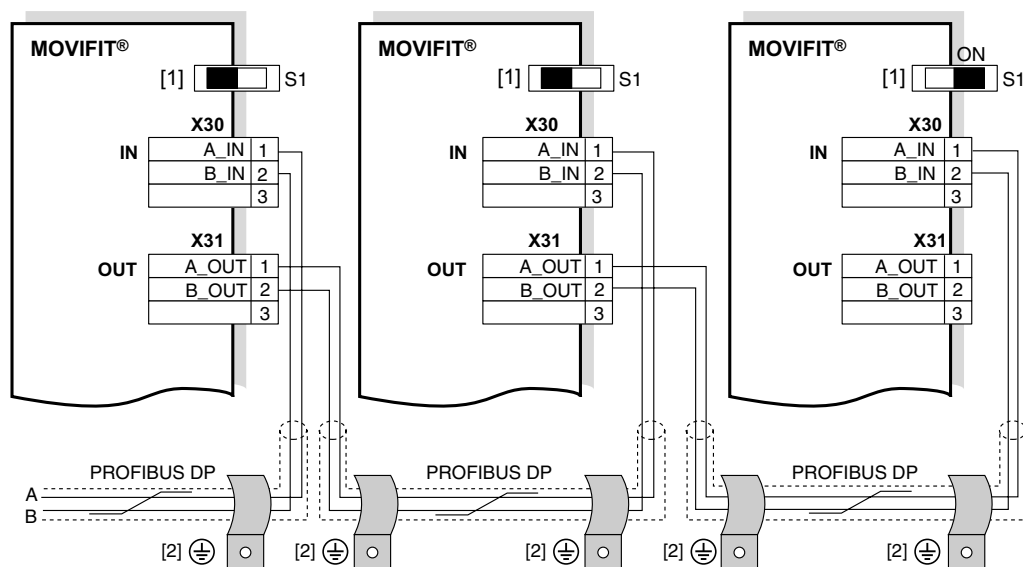 MOVIFIT® MOVIFIT® MOVIFIT®
ON
[1] S1 [1] S1 [1] S1
X30 X30 X30
IN A_IN 1 IN A_IN 1 IN A_IN 1
B_IN 2 B_IN 2 B_IN 2
3 3 3
X31 X31 X31
OUT A_OUT 1 OUT A_OUT 1 OUT A_OUT 1
B_OUT 2 B_OUT 2 B_OUT 2
3 3 3
PROFIBUS DP PROFIBUS DP PROFIBUS DP
A
B
[2] [2] [2] [2] [2]